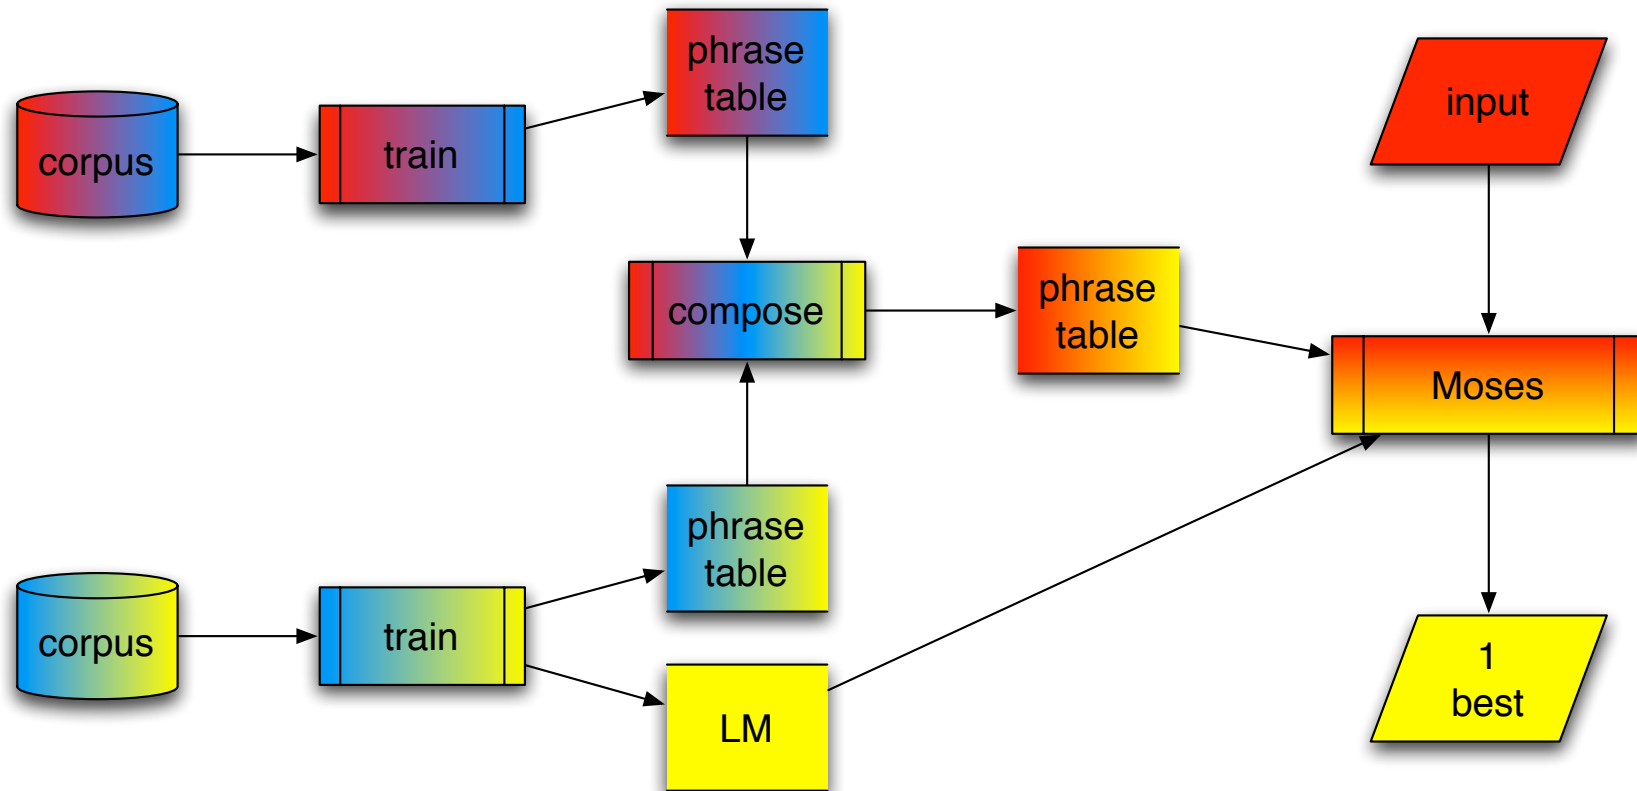 phrase
table
input
corpus
train
compose
phrase
table
Moses
phrase
table
corpus
train
LM
1
best